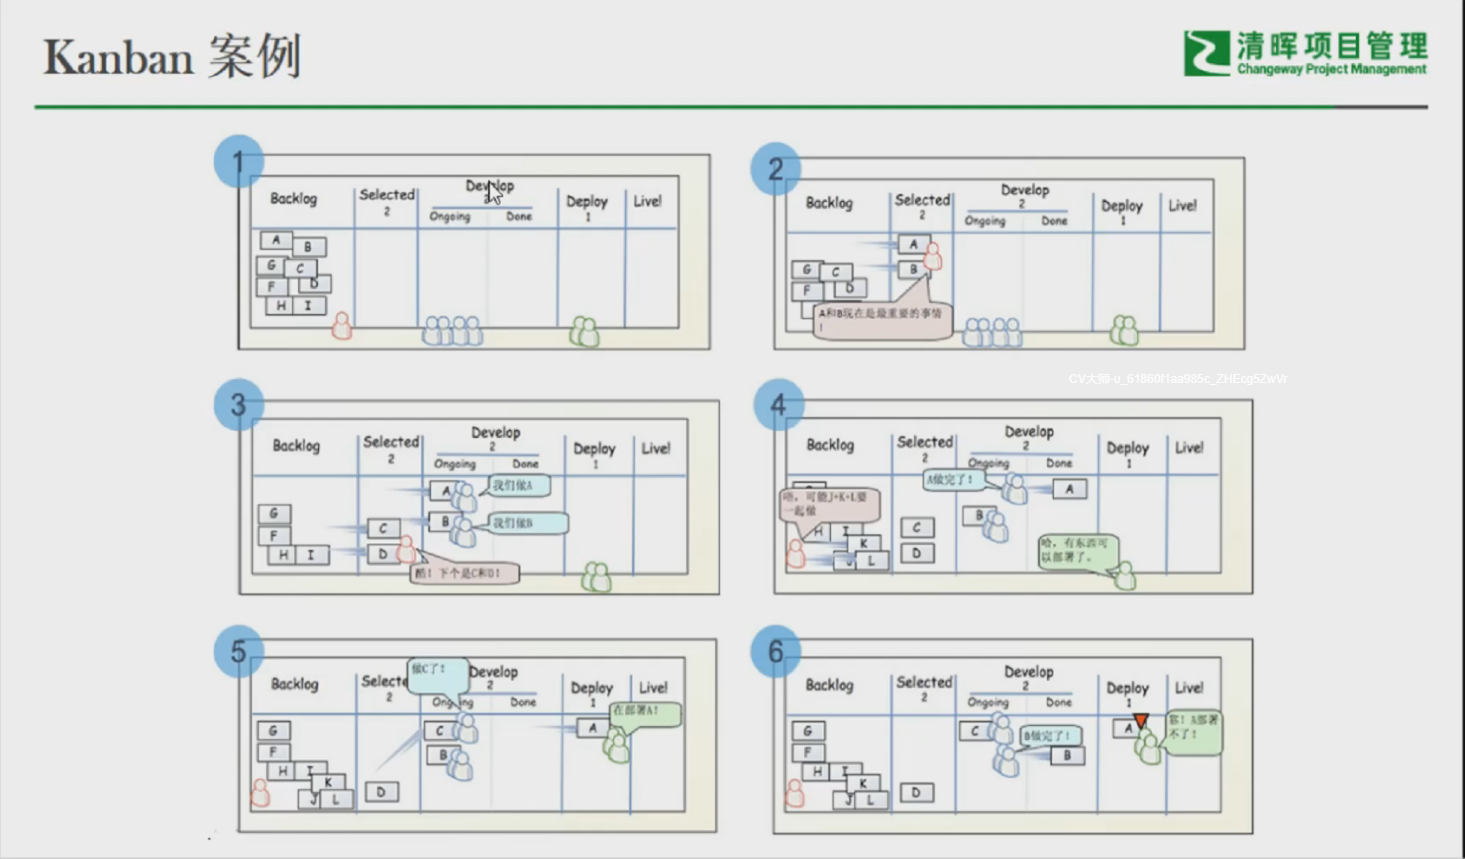 Kanban 案例
清晖项目管理
Changeway Project Management
1
Backlog
Selected
2
Develop
Ongoing
Done
Deploy
1
Live!
A
B
G
C
F
D
H
I
2
Backlog
Selected
2
Develop
2
Ongoing
Done
Deploy
1
Live!
A
B
G
C
F
D
A和B现在是最重要的事情
!
CV大师-u_61860f1aa985c_ZHEcg5ZwVr
3
Backlog
Selected
2
Develop
2
Ongoing
Done
Deploy
1
Live!
A
我们做A
B
我们做B
G
C
F
H
I
D
酷!下个是C和D!
4
Backlog
Selected
2
Develop
2
Ongoing
Done
Deploy
1
Live!
A做完了!
A
唔,可能J+K+L要
一起做
B
H
I
C
K
D
J
L
哈,有东西可
以部署了。
5
Backlog
Selecte
做C了!
Develop
2
Ongoing
Done
Deploy
1
Live!
在部署A!
G
C
A
F
B
H
I
K
J
L
D
6
Backlog
Selected
2
Develop
2
Ongoing
Done
Deploy
1
Live!
G
C
A
B做完了!
A部署
不了!
F
B
H
I
K
J
L
D